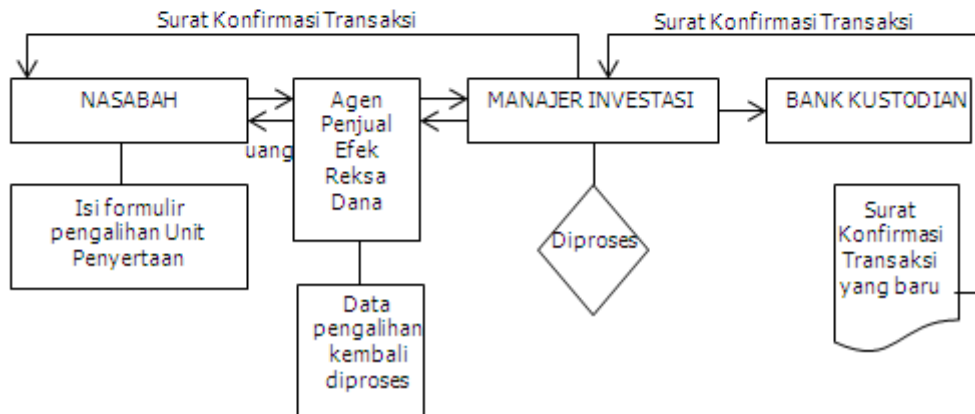 Surat Konfirmasi Transaksi
Surat Konfirmasi Transaksi
NASABAH
Agen
Penjual
Efek
Reksa
Dana
MANAJER INVESTASI
BANK KUSTODIAN
uang
Isi formulir
pengalihan Unit
Penyertaan
Diproses
Surat
Konfirmasi
Transaksi
yang baru
Data
pengalihan
kembali
diproses